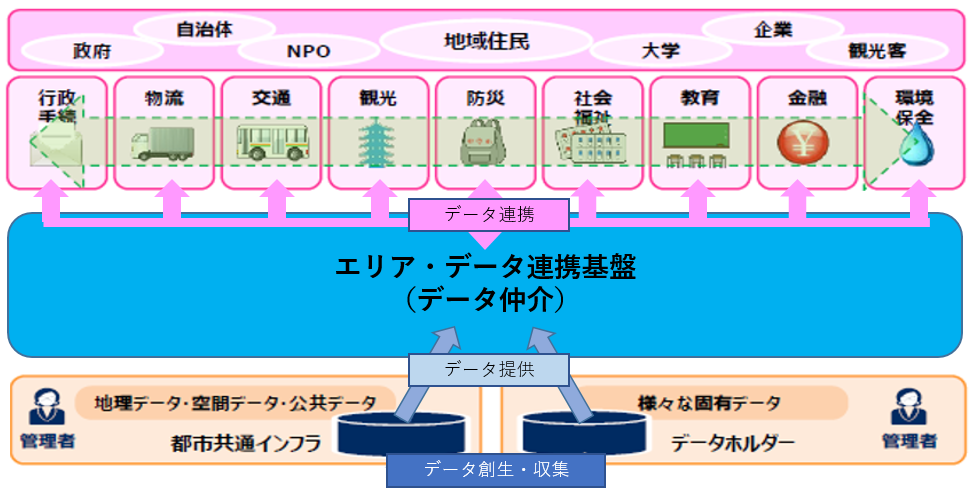 自治体
企業
政府
NPO
地域住民
大学
観光客
行政
手続
物流
交通
観光
防災
社会
福祉
教育
金融
環境
保全
データ連携
エリア・データ連携基盤
（データ仲介）
データ提供
地理データ・空間データ・公共データ
様々な固有データ
管理者
都市共通インフラ
データホルダー
管理者
データ創生・収集